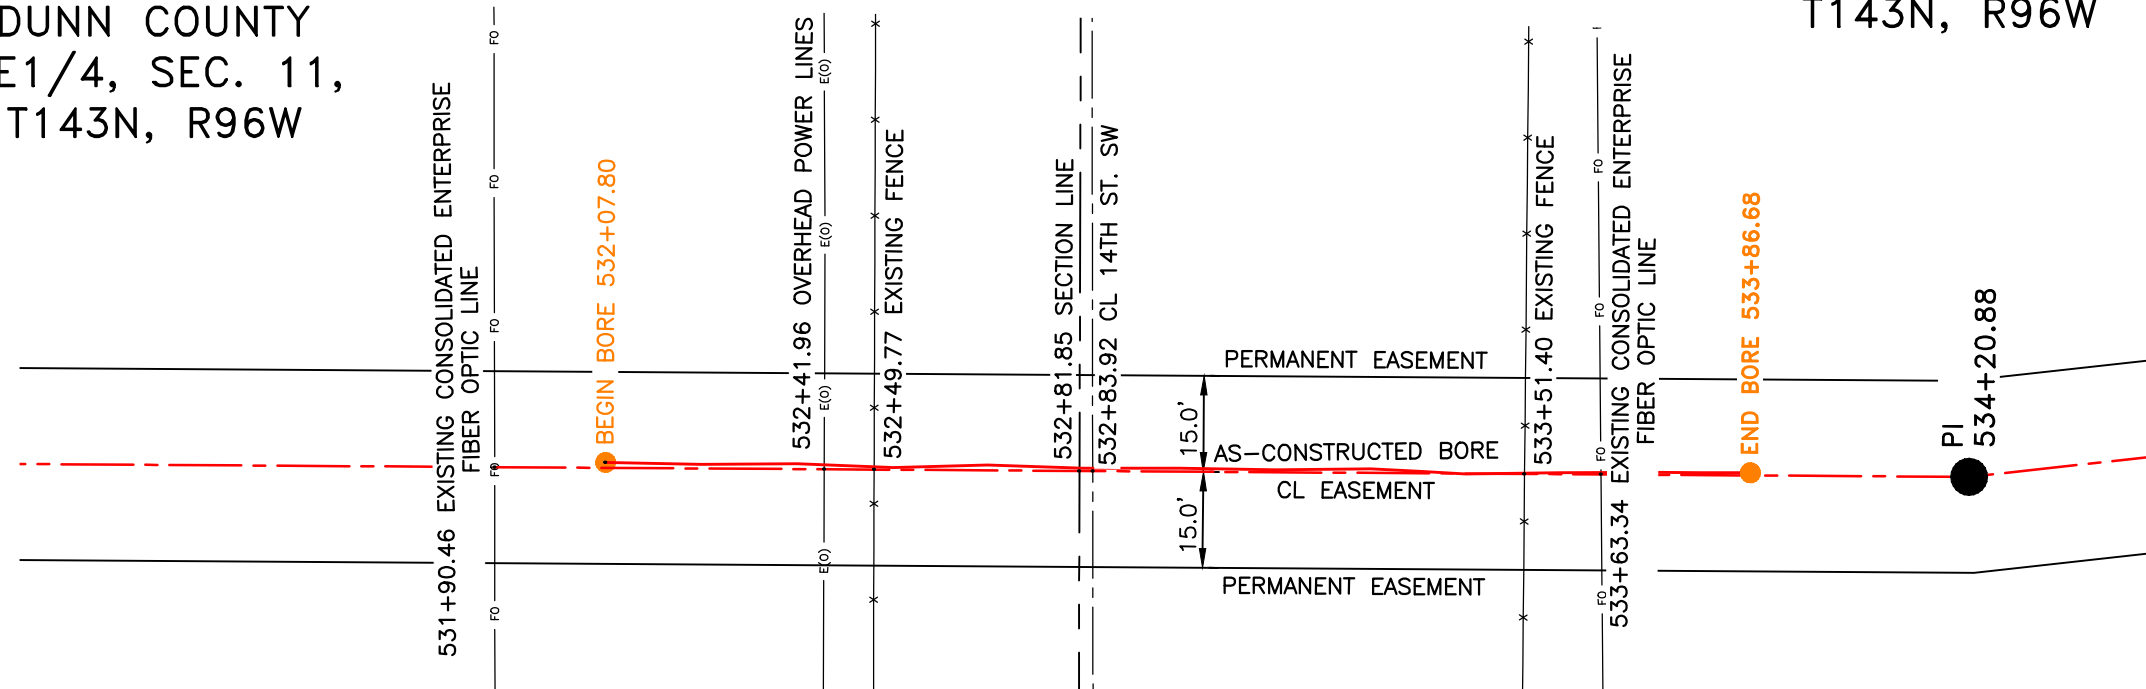 DUNN COUNTY
E1/4, SEC. 11,
T143N, R96W
T143N, R96W
531+90.46 EXISTING CONSOLIDATED ENTERPRISE
FIBER OPTIC LINE
FO
FO
FO
FO
FO
BEGIN BORE 532+07.80
532+41.96 OVERHEAD POWER LINES
E(O)
E(O)
E(O)
E(O)
532+49.77 EXISTING FENCE
532+81.85 SECTION LINE
532+83.92 CL 14TH ST. SW
PERMANENT EASEMENT
15.0'
AS-CONSTRUCTED BORE
CL EASEMENT
15.0'
PERMANENT EASEMENT
533+51.40 EXISTING FENCE
FO
FO
FO
FO
533+63.34 EXISTING CONSOLIDATED ENTERPRISE
FIBER OPTIC LINE
END BORE 533+86.68
PI
534+20.88